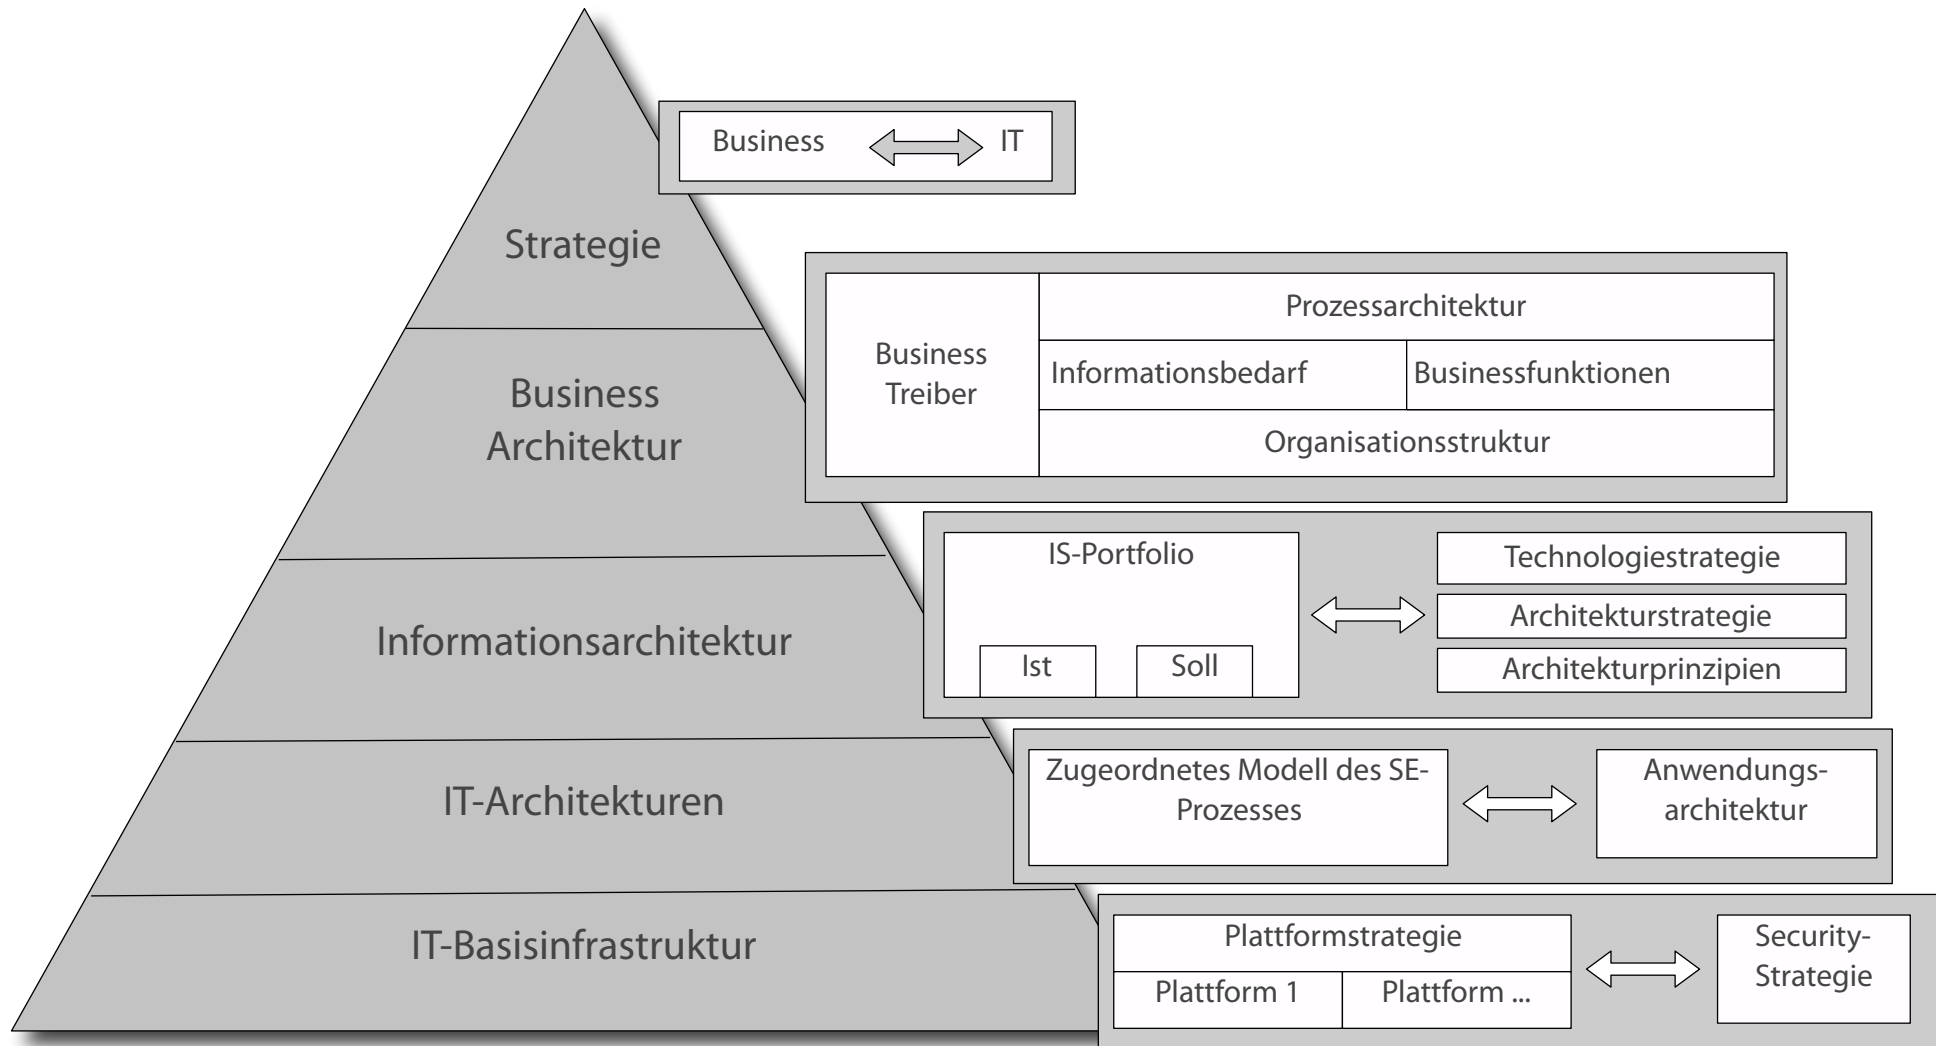 Business
IT
Strategie
Business
Architektur
Business
Treiber
Prozessarchitektur
Informationsbedarf
Businessfunktionen
Organisationsstruktur
Informationsarchitektur
IS-Portfolio
Ist
Soll
Technologiestrategie
Architekturstrategie
Architekturprinzipien
IT-Architekturen
Zugeordnetes Modell des SE-
Prozesses
Anwendungs-
architektur
IT-Basisinfrastruktur
Plattformstrategie
Plattform 1
Plattform ...
Security-
Strategie